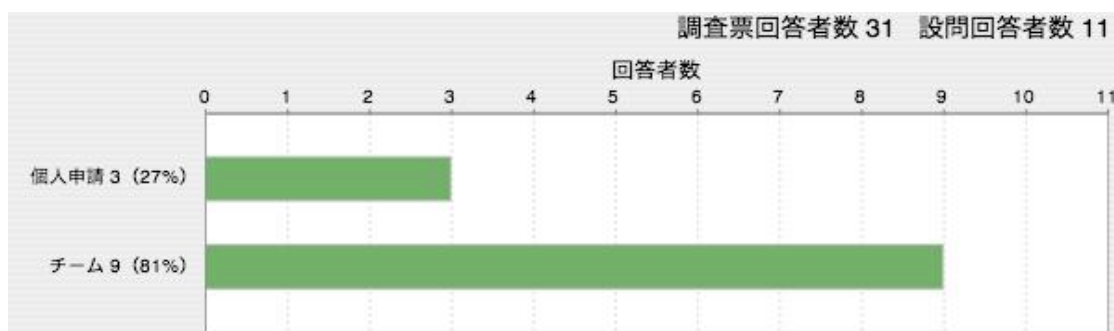 調査票回答者数 31 設問回答者数 11
回答者数
0 1 2 3 4 5 6 7 8 9 10 11
個人申請 3（27%）
チーム 9（81%）